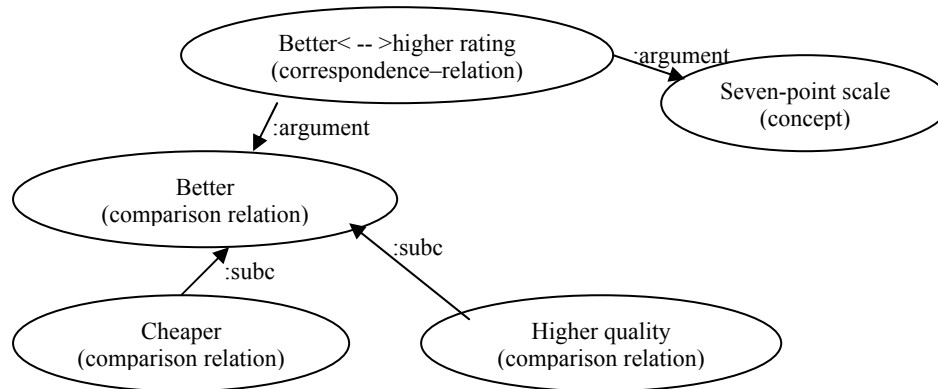 Better< -- >higher rating
(correspondence–relation)
:argument
Seven-point scale
(concept)
:argument
Better
(comparison relation)
:subc
:subc
Cheaper
(comparison relation)
Higher quality
(comparison relation)